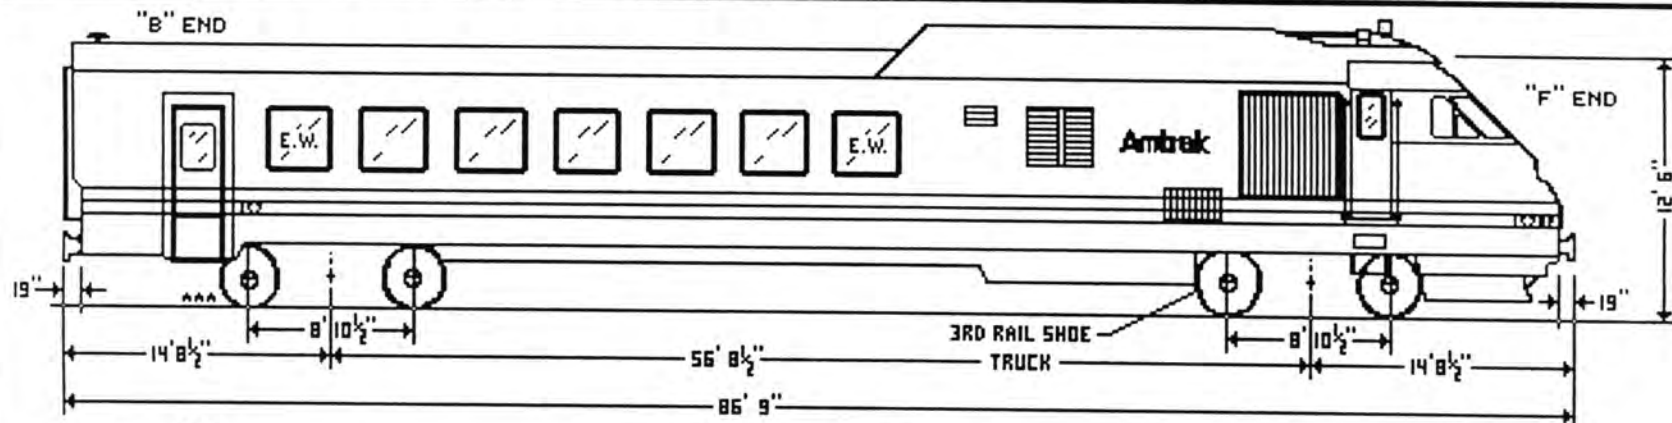 "B" END
"F" END
E.W.
E.W.
Amtrak
12' 6"
19"
19"
8' 10½"
3RD RAIL SHOE
8' 10½"
14' 8½"
56' 8½"
TRUCK
14' 8½"
86' 9"